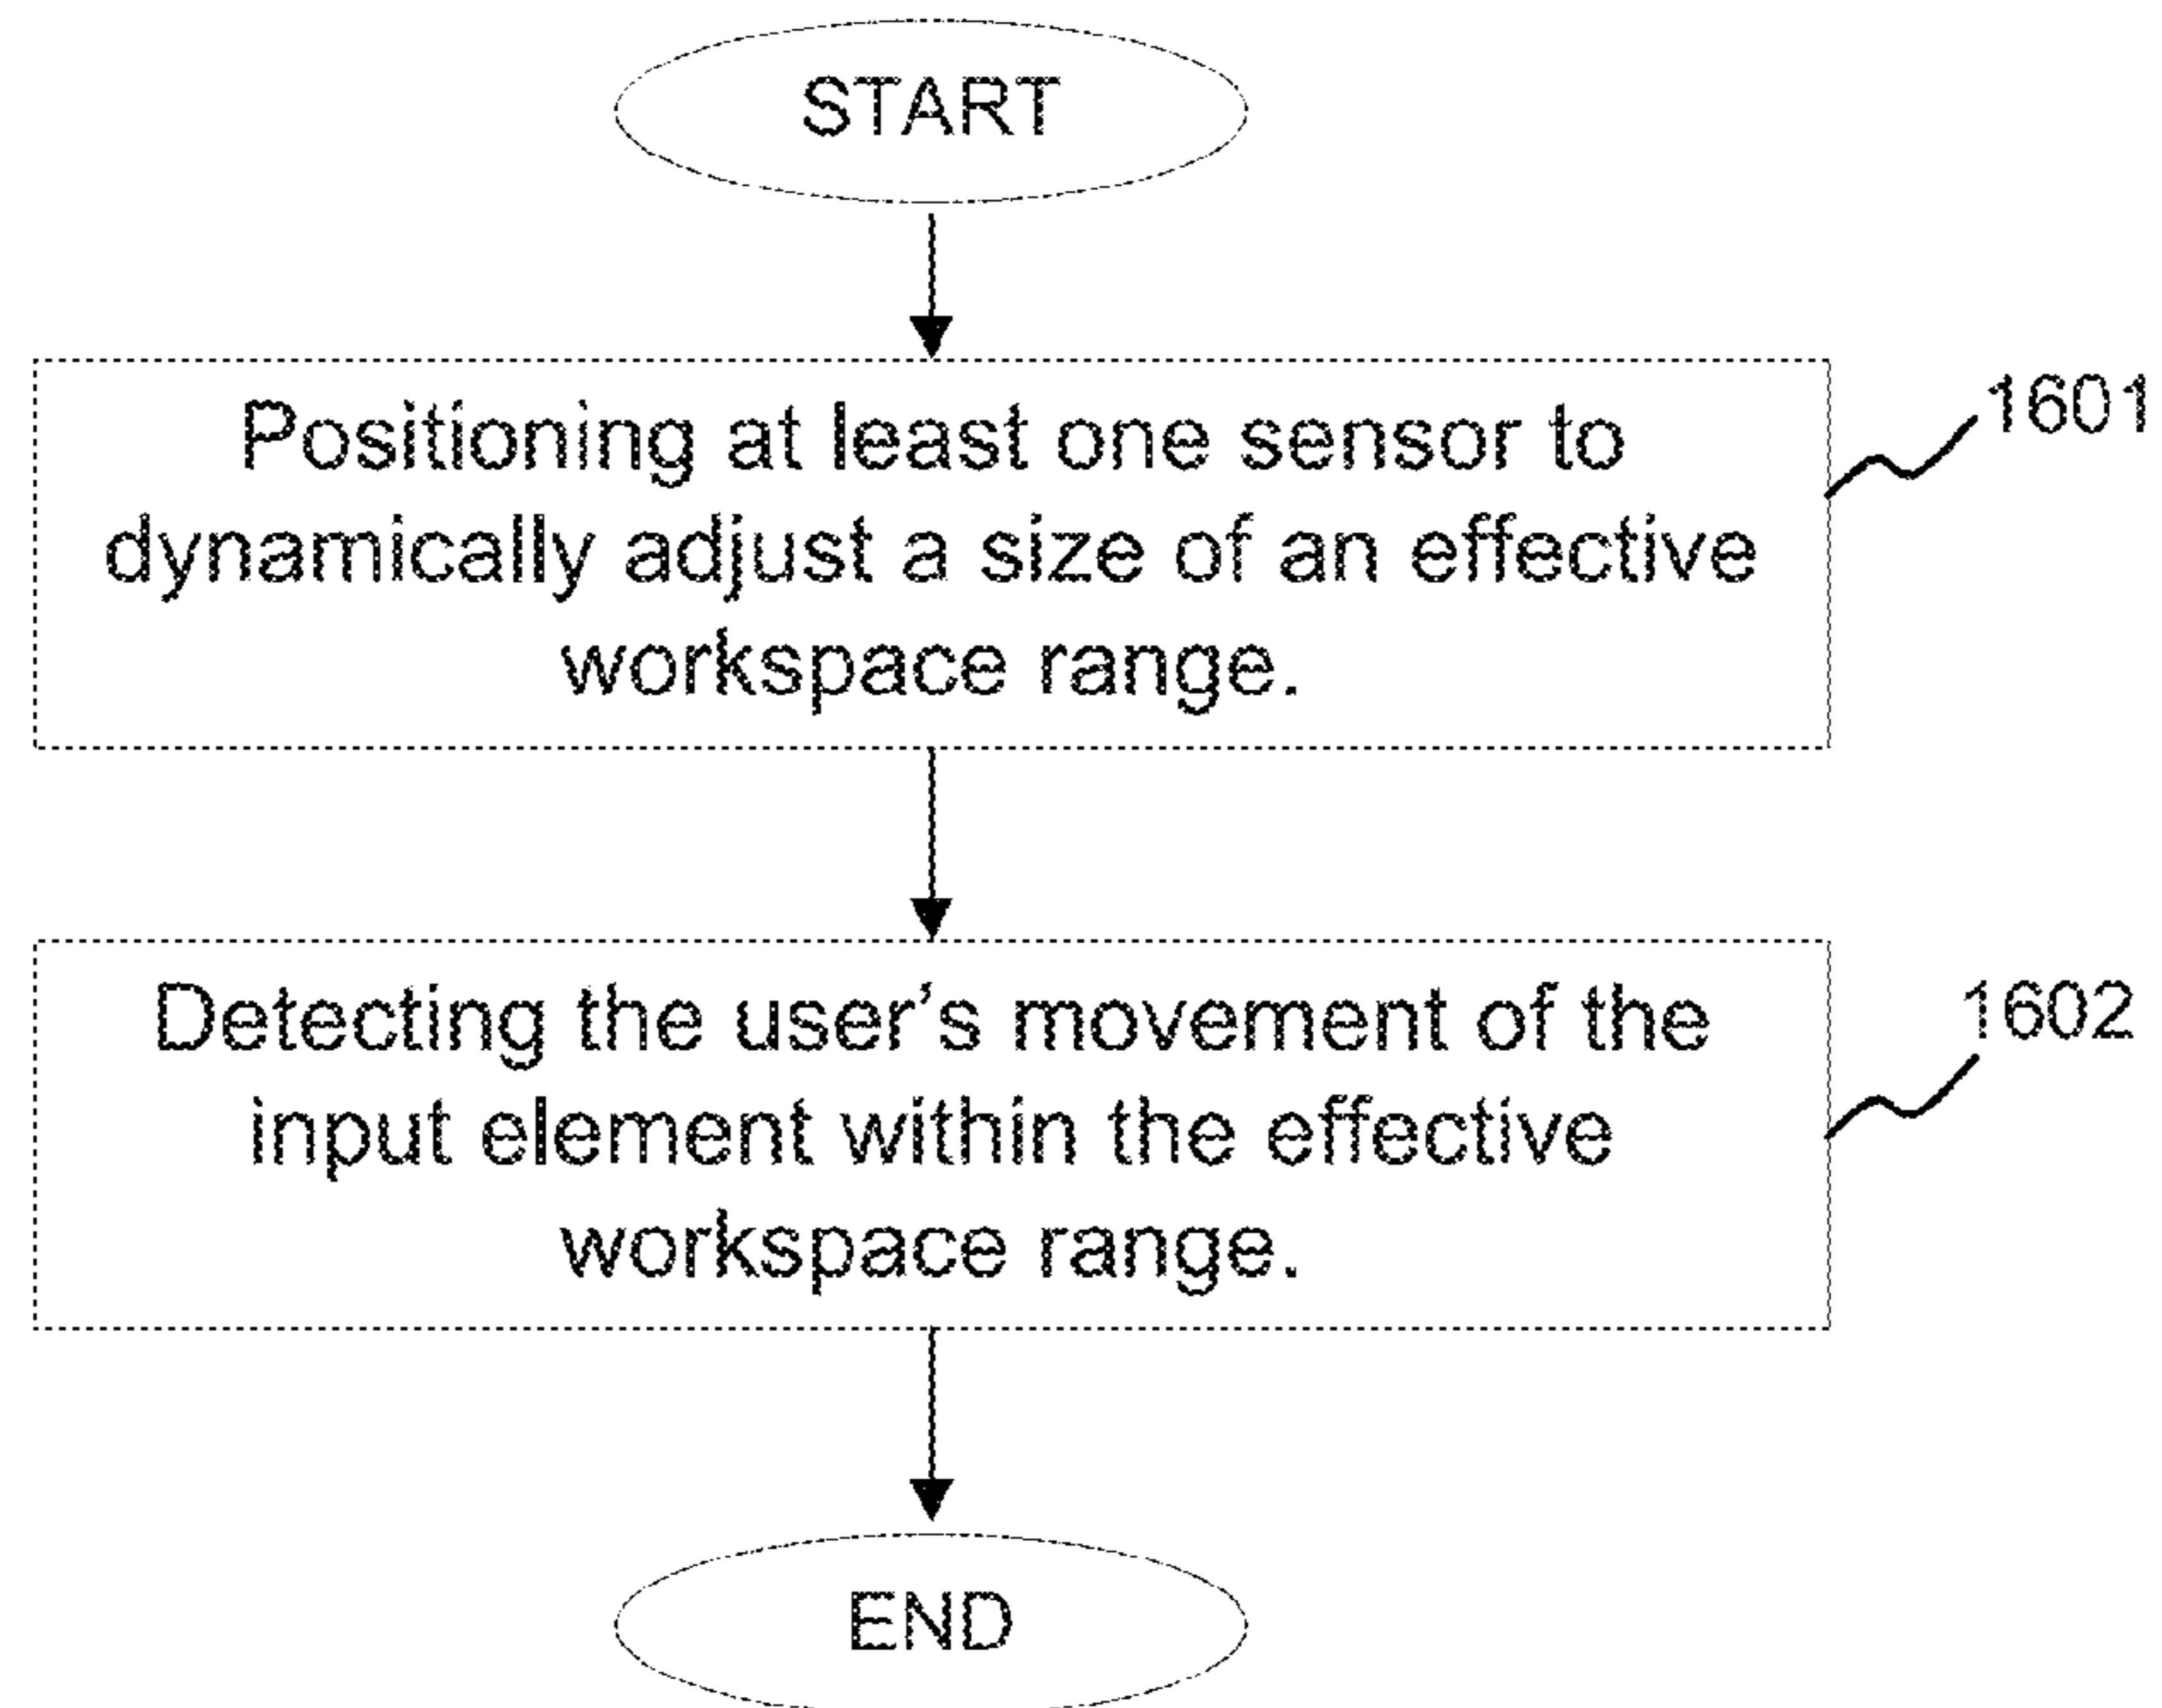 START
Positioning at least one sensor to
dynamically adjust a size of an effective
workspace range.
1601
Detecting the user's movement of the
input element within the effective
workspace range.
1602
END